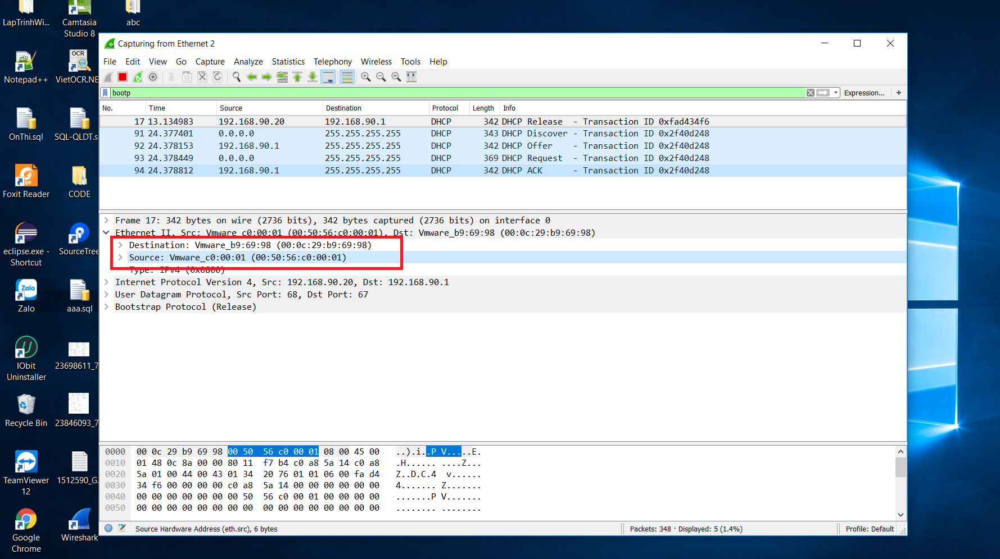 LapTrinhWi...
Camtasia
Studio 8
abc
Notepad++
OCR
VietOCR.NE
OnThi.sql
SQL-QLDT.s
Foxit Reader
CODE
eclipse.exe -
Shortcut
SourceTree
Zalo
Zalo
aaa.sql
IObit
Uninstaller
23698611_7
Recycle Bin
23846093_7
TeamViewer
12
1512590_G.
Google
Chrome
Wireshark
Capturing from Ethernet 2
File Edit View Go Capture Analyze Statistics Telephony Wireless Tools Help
bootp Expression... +
No. Time Source Destination Protocol Length Info
17 13.134983 192.168.90.20 192.168.90.1 DHCP 342 DHCP Release - Transaction ID 0xfad434f6
91 24.377401 0.0.0.0 255.255.255.255 DHCP 343 DHCP Discover - Transaction ID 0x2f40d248
92 24.378153 192.168.90.1 255.255.255.255 DHCP 342 DHCP Offer - Transaction ID 0x2f40d248
93 24.378449 0.0.0.0 255.255.255.255 DHCP 369 DHCP Request - Transaction ID 0x2f40d248
94 24.378812 192.168.90.1 255.255.255.255 DHCP 342 DHCP ACK - Transaction ID 0x2f40d248
Frame 17: 342 bytes on wire (2736 bits), 342 bytes captured (2736 bits) on interface 0
Ethernet II, Src: Vmware_c0:00:01 (00:50:56:c0:00:01), Dst: Vmware_b9:69:98 (00:0c:29:b9:69:98)
Destination: Vmware_b9:69:98 (00:0c:29:b9:69:98)
Source: Vmware_c0:00:01 (00:50:56:c0:00:01)
Type: IPv4 (0x0800)
Internet Protocol Version 4, Src: 192.168.90.20, Dst: 192.168.90.1
User Datagram Protocol, Src Port: 68, Dst Port: 67
Bootstrap Protocol (Release)
0000 00 0c 29 b9 69 98 00 50 56 c0 00 01 08 00 45 00 ..).i..P V.....E.
0010 01 48 0c 8a 00 00 80 11 f7 b4 c0 a8 5a 14 c0 a8 .H...... ....Z...
0020 5a 01 00 44 00 43 01 34 20 76 01 01 06 00 fa d4 Z..D.C.4 v......
0030 34 f6 00 00 00 00 c0 a8 5a 14 00 00 00 00 00 00 4....... Z.......
0040 00 00 00 00 00 00 00 50 56 c0 00 01 00 00 00 00 .......P V.......
0050 00 00 00 00 00 00 00 00 00 00 00 00 00 00 00 00 ........ ........
Source Hardware Address (eth.src), 6 bytes Packets: 348 · Displayed: 5 (1.4%) Profile: Default